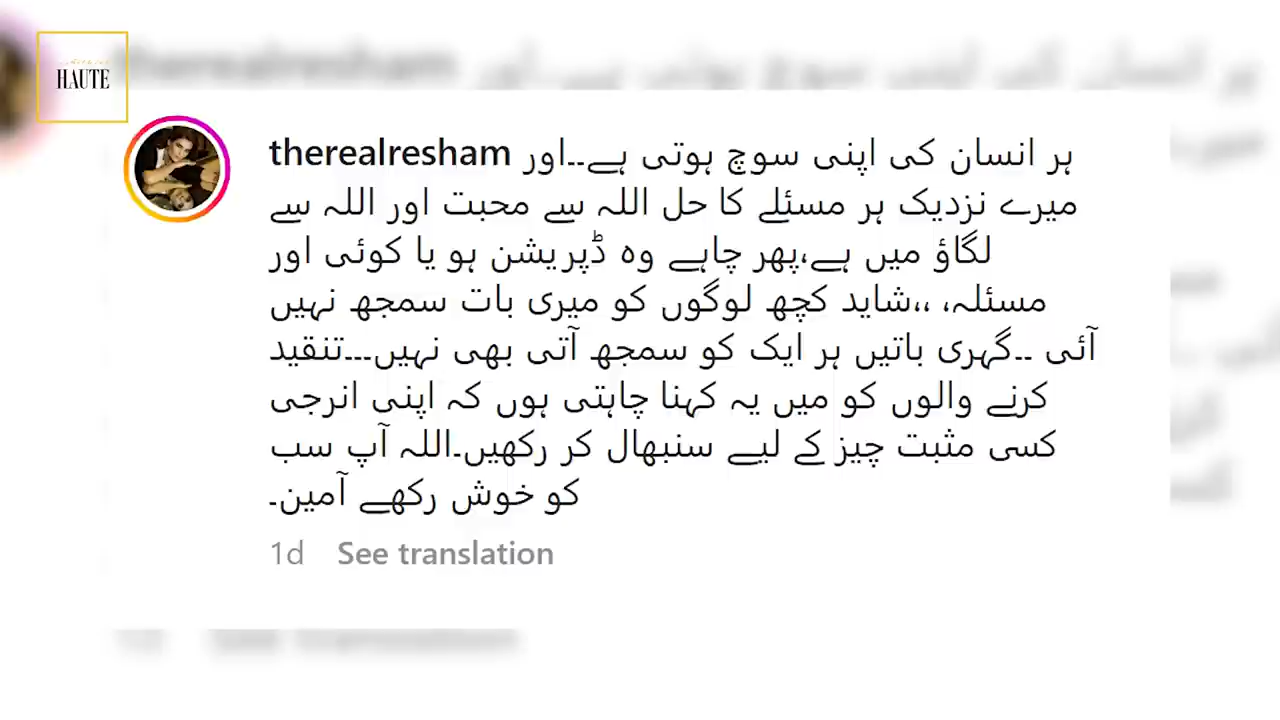 HAUTE
therealresham ہر انسان کی اپنی سوچ ہوتی ہے۔۔اور
میرے نزدیک ہر مسئلے کا حل اللہ سے محبت اور اللہ سے
لگاؤ میں ہے،پھر چاہے وہ ڈپریشن ہو یا کوئی اور
مسئلہ، ،،شاید کچھ لوگوں کو میری بات سمجھ نہیں
آئی ۔۔گہری باتیں ہر ایک کو سمجھ آتی بھی نہیں۔۔۔تنقید
کرنے والوں کو میں یہ کہنا چاہتی ہوں کہ اپنی انرجی
کسی مثبت چیز کے لیے سنبھال کر رکھیں۔اللہ آپ سب
کو خوش رکھے آمین۔
1d See translation